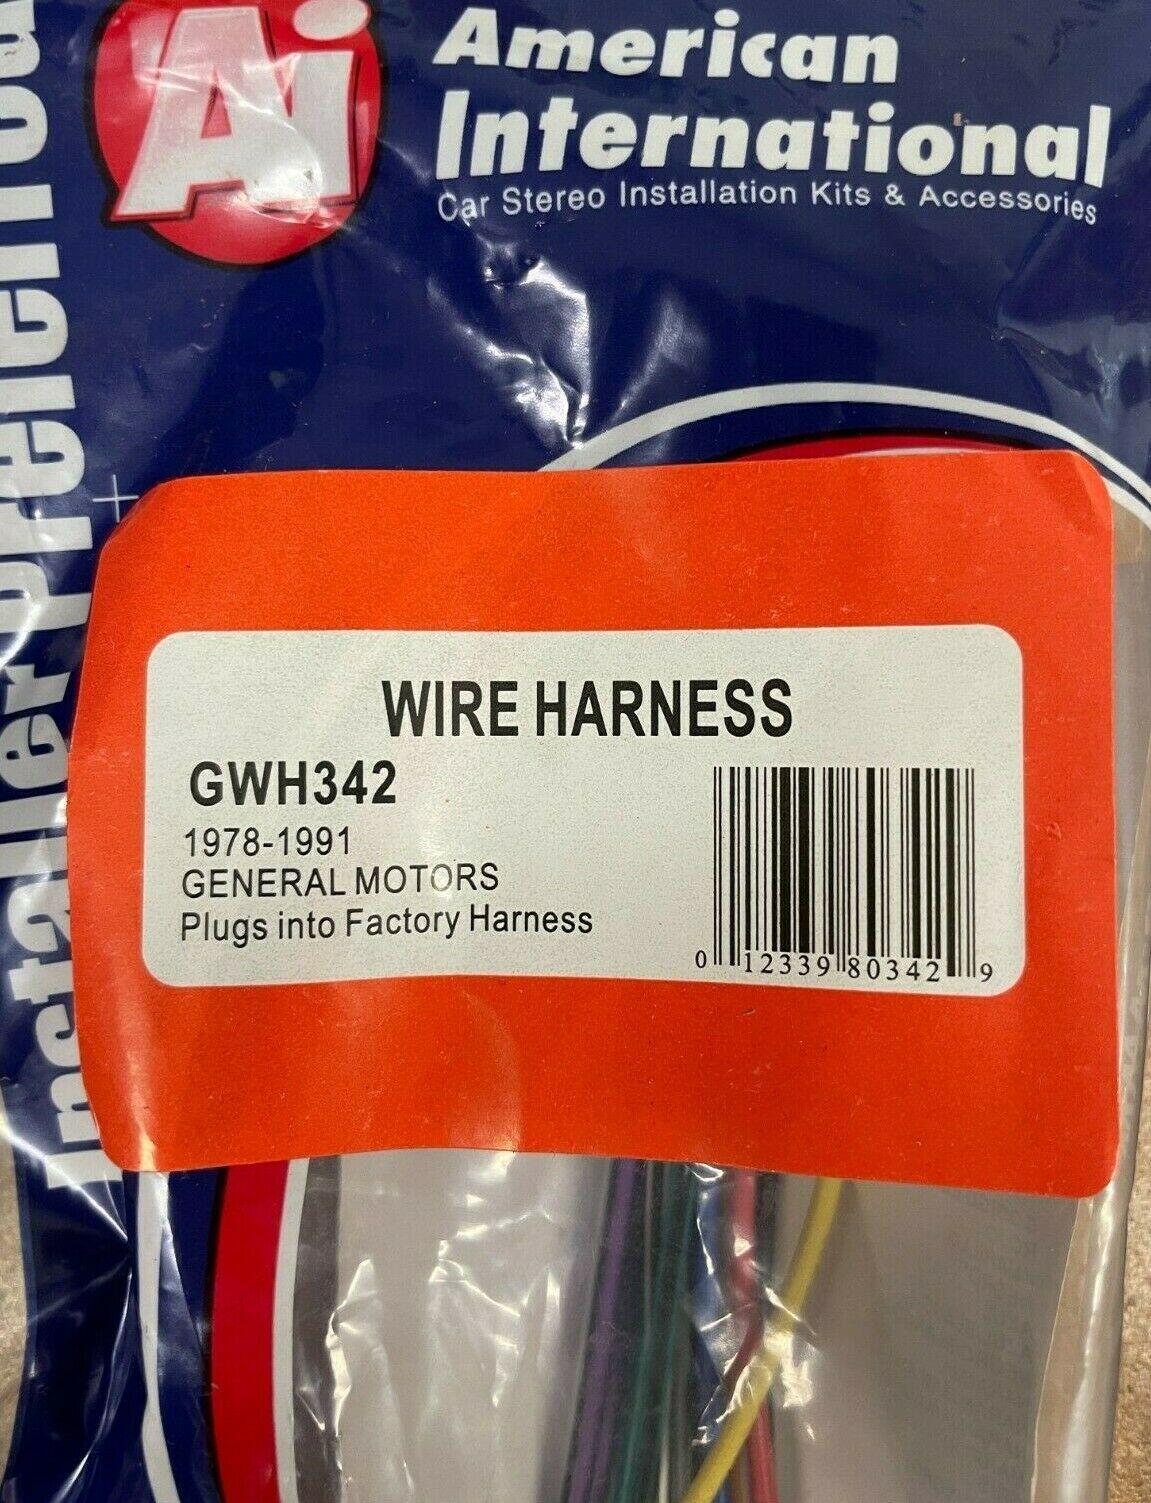 Ai
American
International
Car Stereo Installation Kits & Accessories
Installer
WIRE HARNESS
GWH342
1978-1991
GENERAL MOTORS
Plugs into Factory Harness
0 12339 80342 9